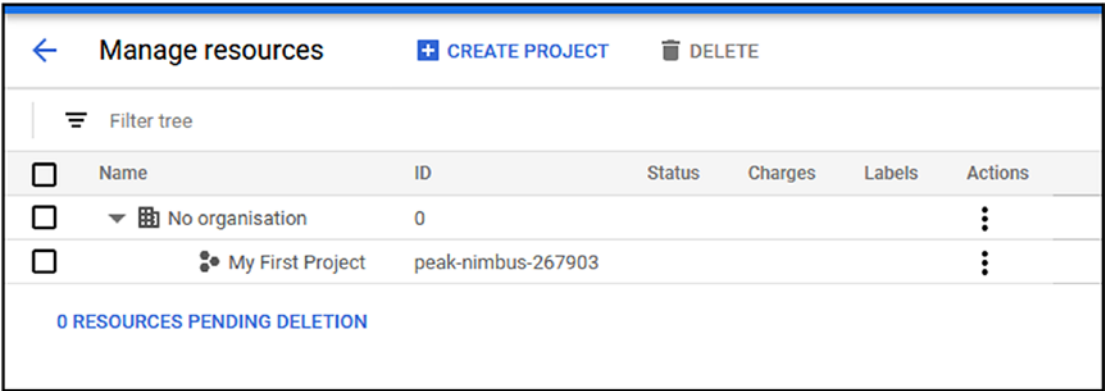 Manage resources CREATE PROJECT DELETE
Filter tree
Name ID Status Charges Labels Actions
No organisation 0
My First Project peak-nimbus-267903
0 RESOURCES PENDING DELETION